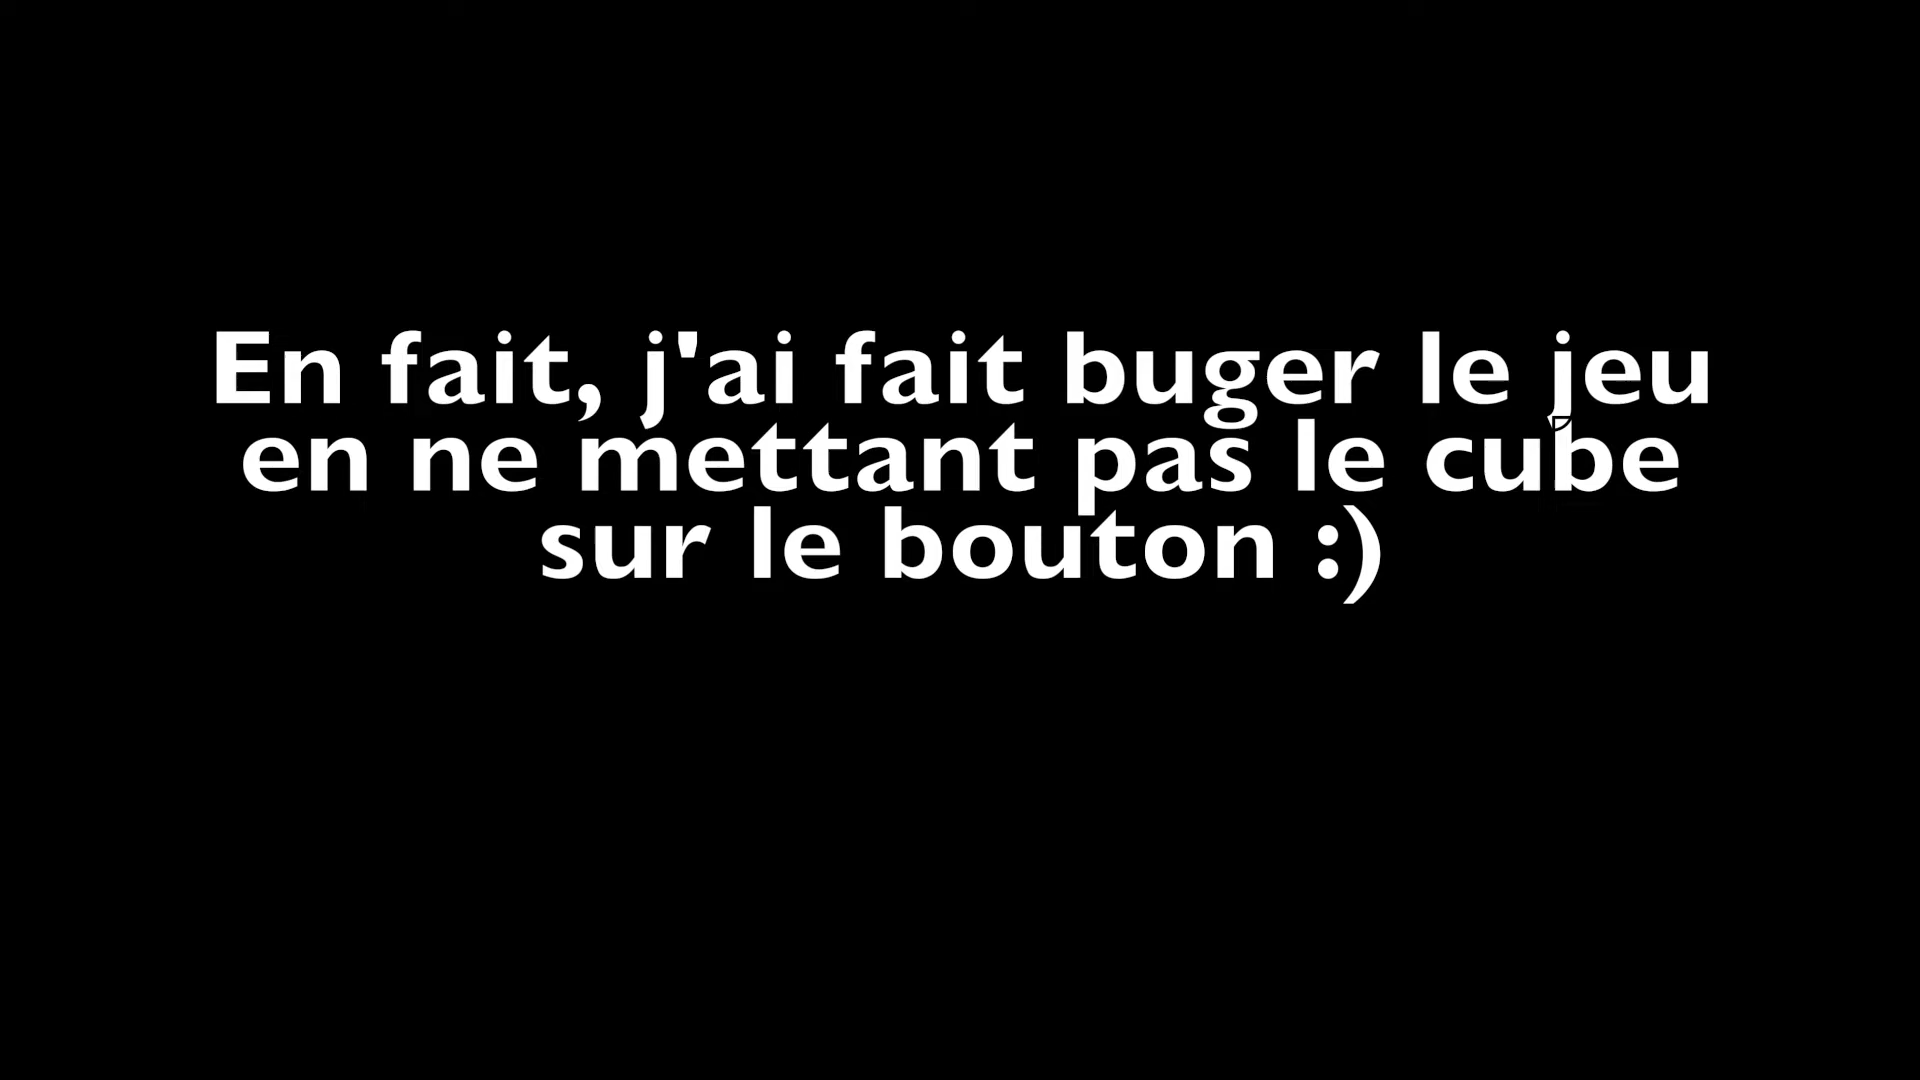 En fait, j'ai fait buger le jeu
en ne mettant pas le cube
sur le bouton :)